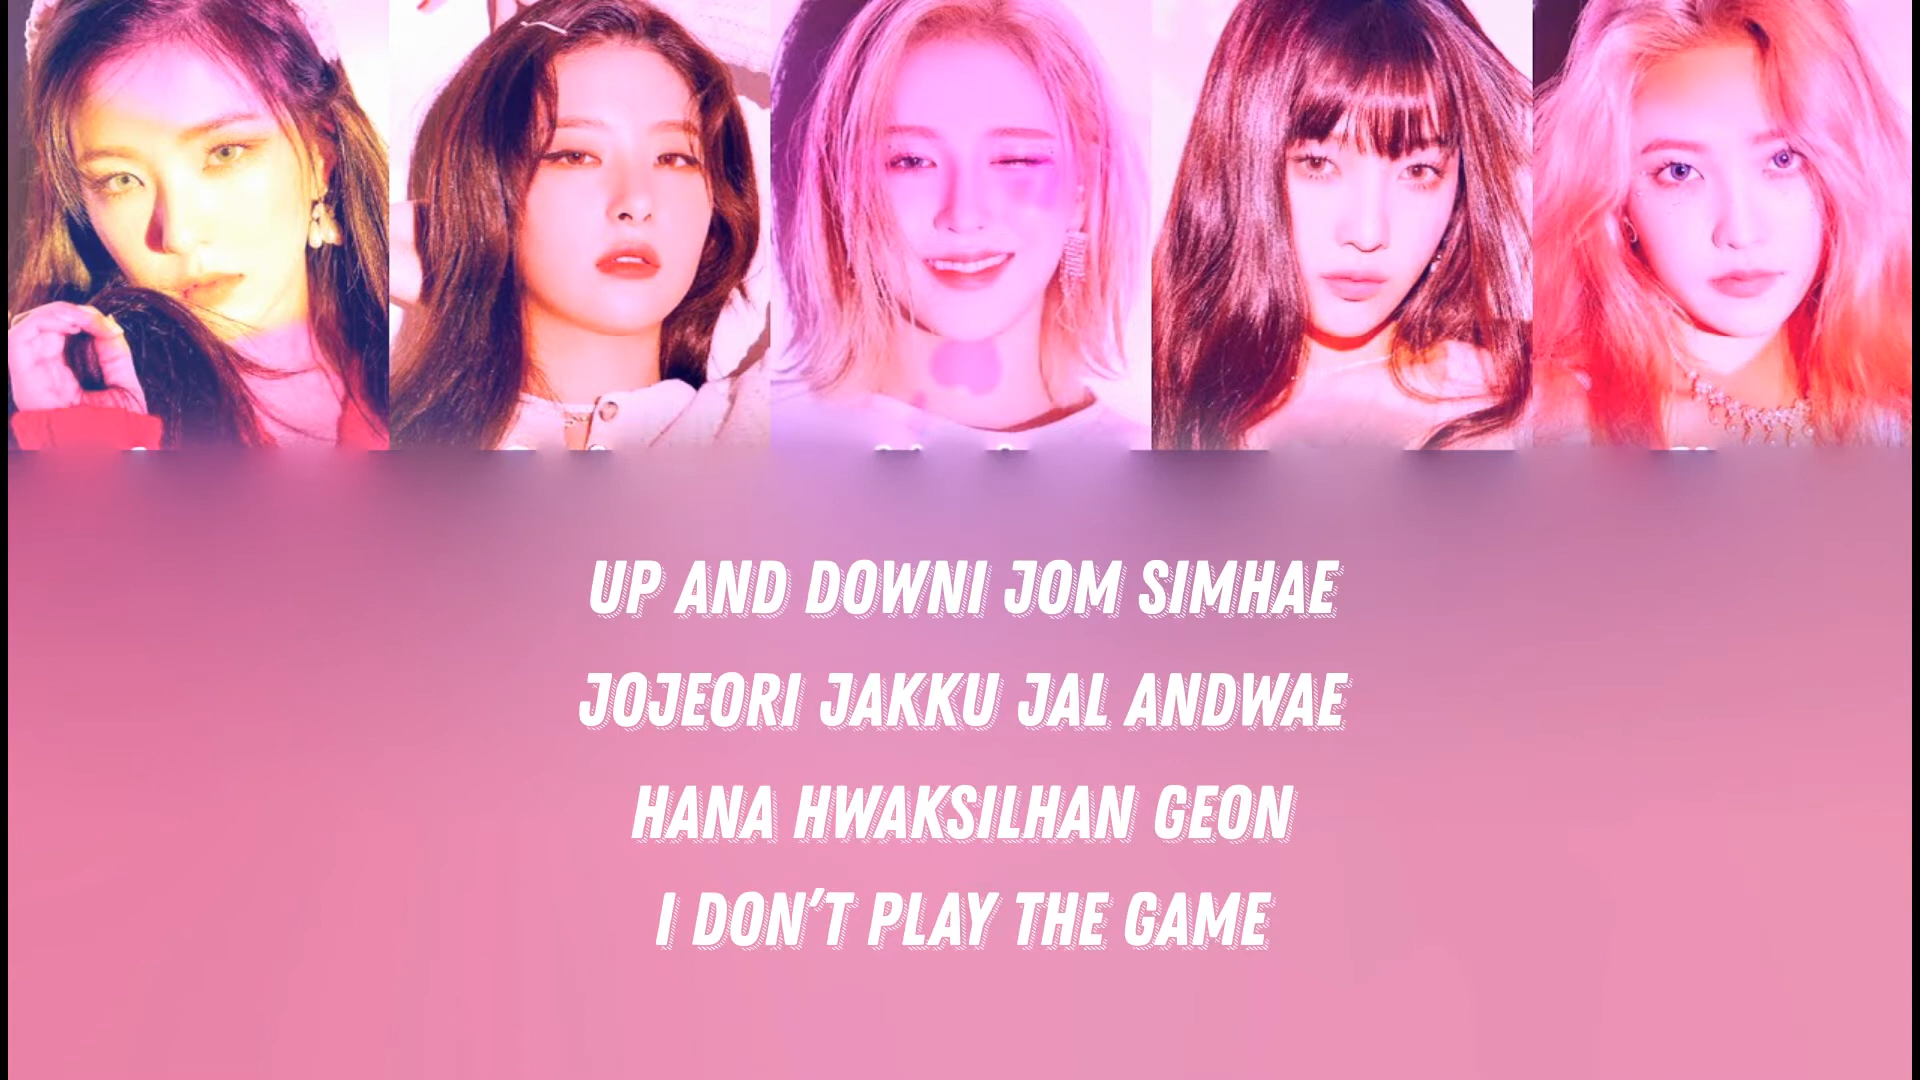 UP AND DOWNI JOM SIMHAE
JOJEORI JAKKU JAL ANDWAE
HANA HWAKSILHAN GEON
I DON'T PLAY THE GAME